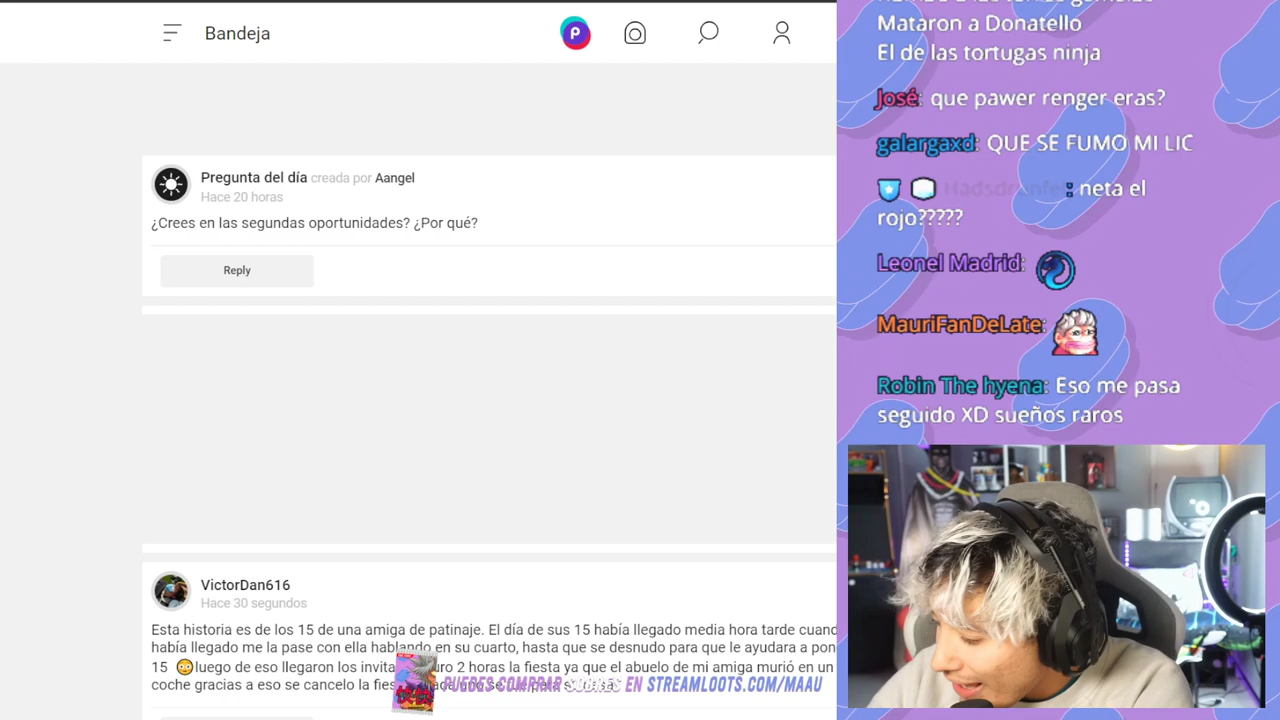 Bandeja
P
Pregunta del día creada por Aangel
Hace 20 horas
¿Crees en las segundas oportunidades? ¿Por qué?
Reply
VictorDan616
Hace 30 segundos
Esta historia es de los 15 de una amiga de patinaje. El día de sus 15 había llegado media hora tarde cuand
había llegado me la pase con ella hablando en su cuarto, hasta que se desnudo para que le ayudara a pon
15 😳luego de eso llegaron los invita uro 2 horas la fiesta ya que el abuelo de mi amiga murió en un
coche gracias a eso se cancelo la fies
PUEDES COMPRAR SOBRES EN STREAMLOOTS.COM/MAAU
Mataron a Donatello
El de las tortugas ninja
José: que pawer renger eras?
galargaxd: QUE SE FUMO MI LIC
: neta el
rojo?????
Leonel Madrid:
MauriFanDeLate:
Robin The hyena: Eso me pasa
seguido XD sueños raros